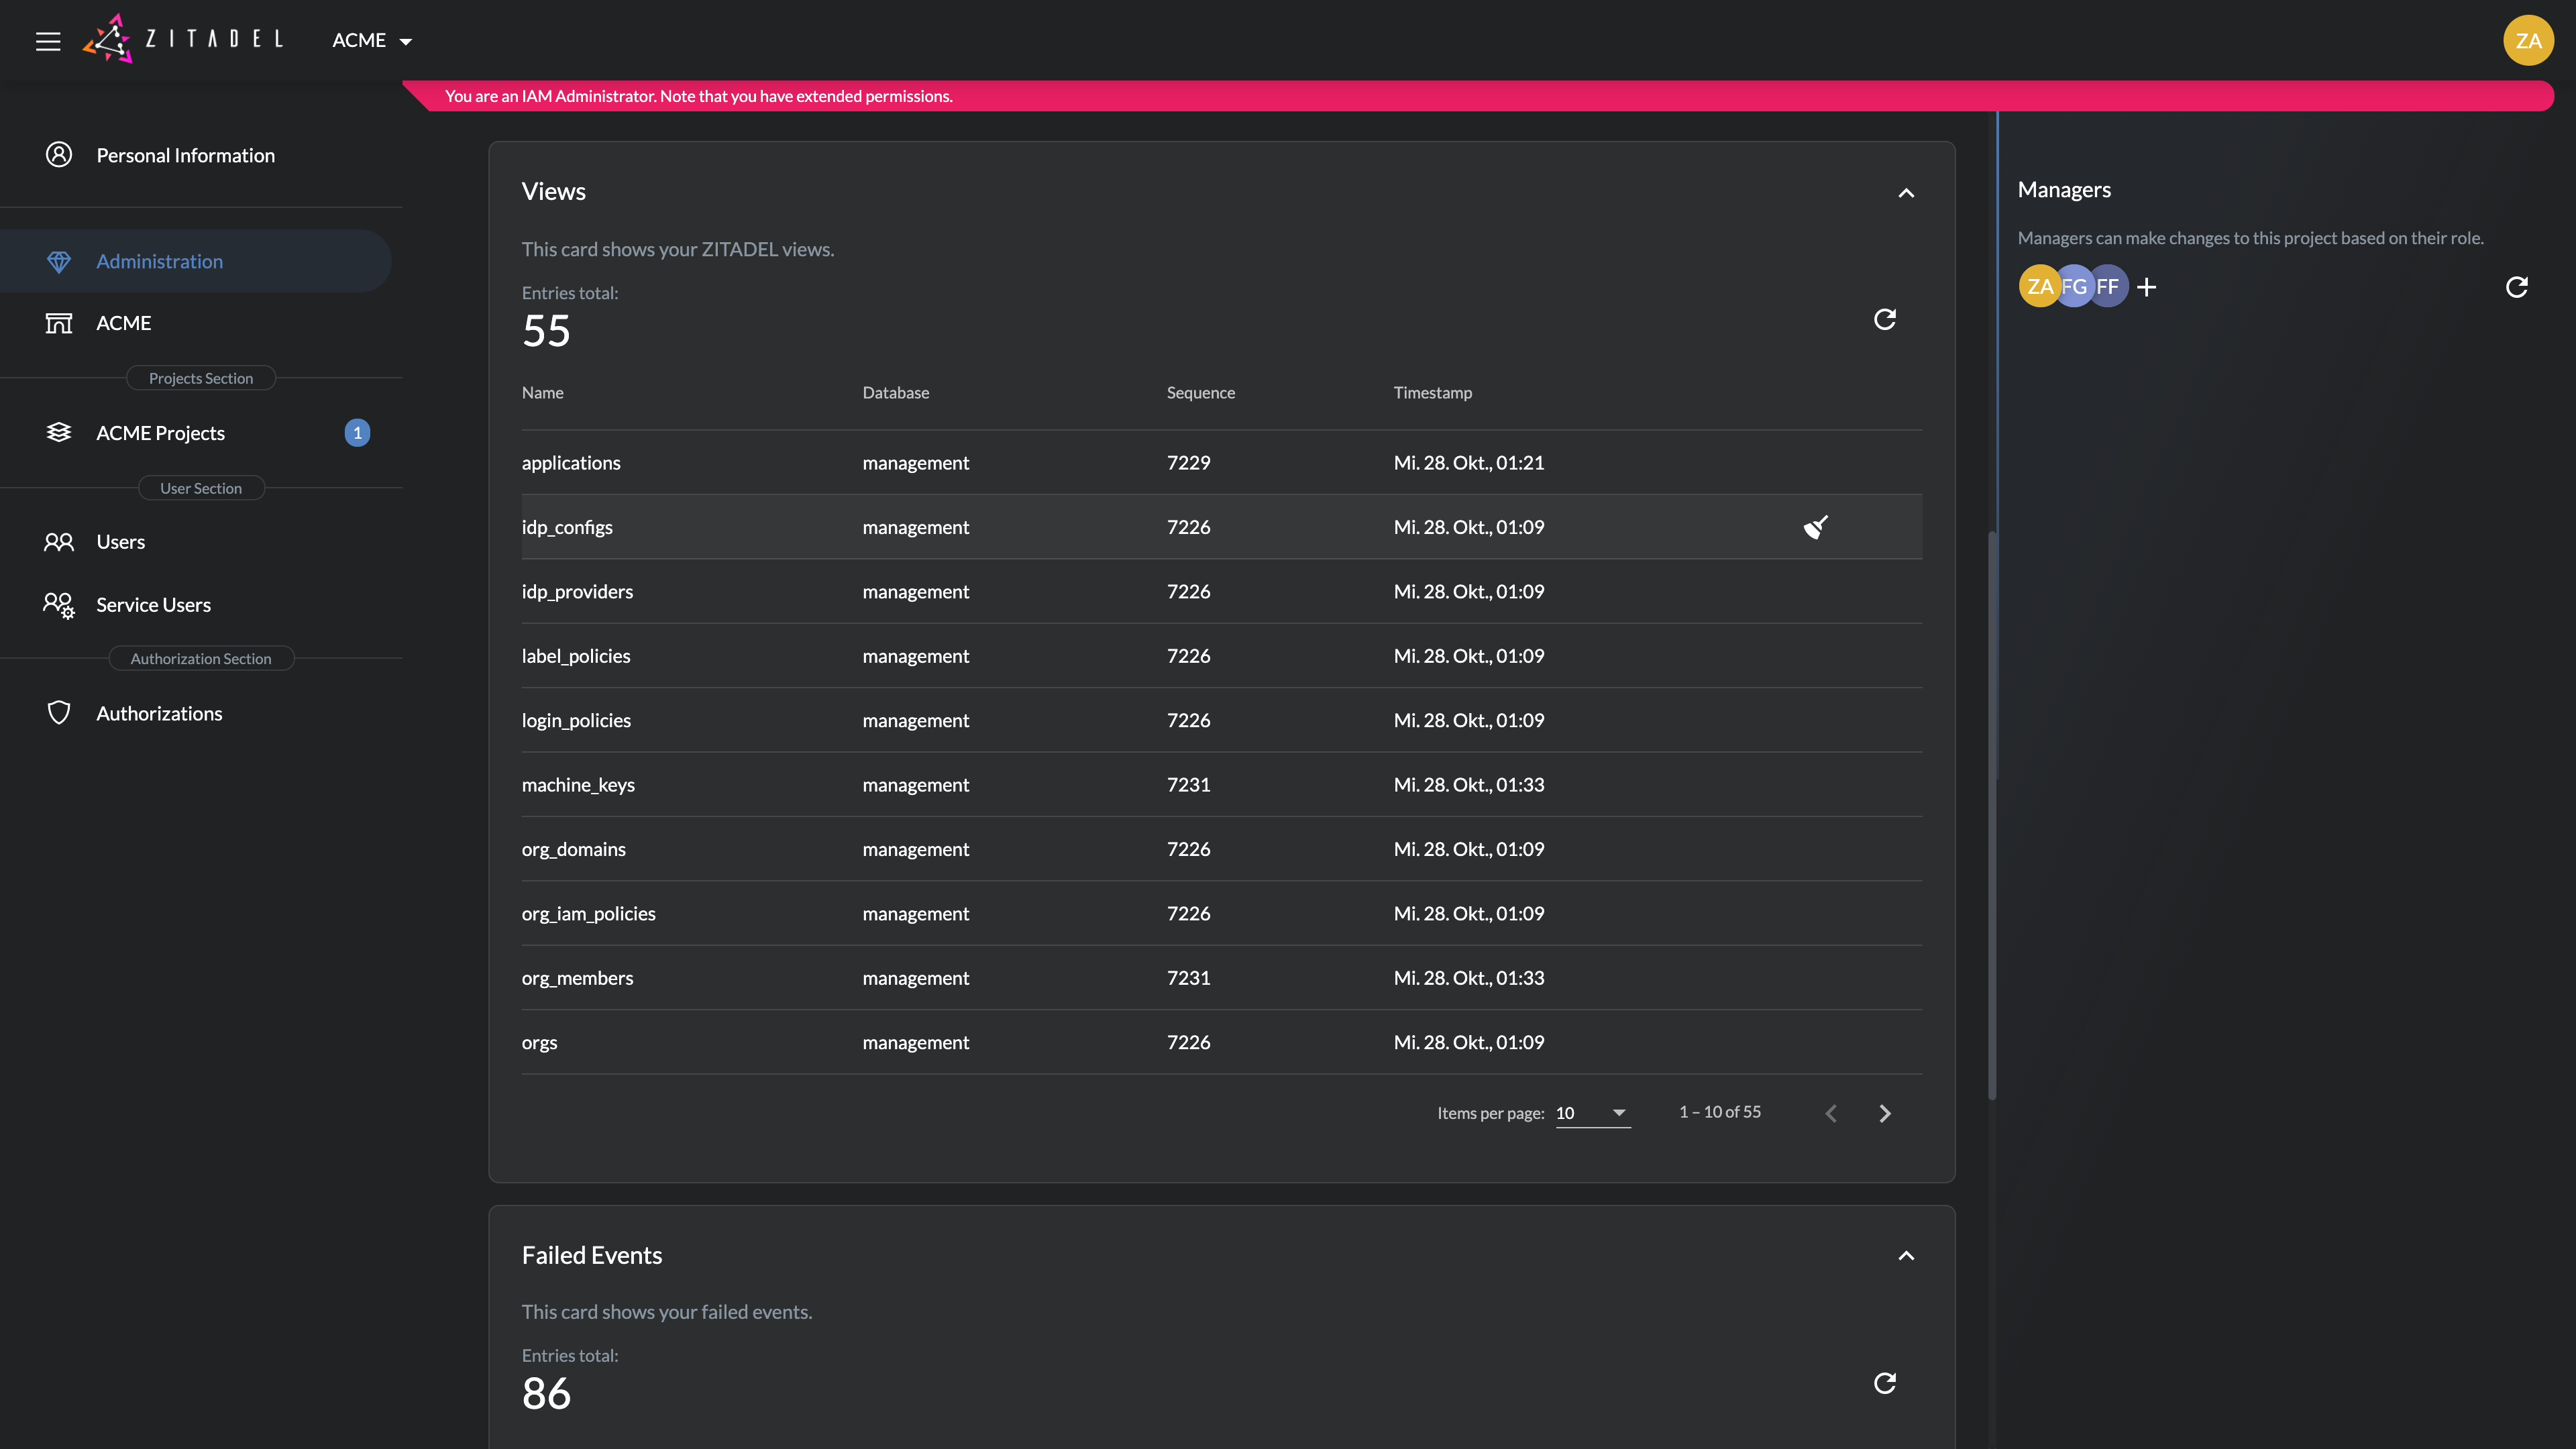 ZITADEL
ACME
ZA
You are an IAM Administrator. Note that you have extended permissions.
Personal Information
Administration
ACME
Projects Section
ACME Projects
1
User Section
Users
Service Users
Authorization Section
Authorizations
Views
This card shows your ZITADEL views.
Entries total:
55
Name Database Sequence Timestamp
applications management 7229 Mi. 28. Okt., 01:21
idp_configs management 7226 Mi. 28. Okt., 01:09
idp_providers management 7226 Mi. 28. Okt., 01:09
label_policies management 7226 Mi. 28. Okt., 01:09
login_policies management 7226 Mi. 28. Okt., 01:09
machine_keys management 7231 Mi. 28. Okt., 01:33
org_domains management 7226 Mi. 28. Okt., 01:09
org_iam_policies management 7226 Mi. 28. Okt., 01:09
org_members management 7231 Mi. 28. Okt., 01:33
orgs management 7226 Mi. 28. Okt., 01:09
Items per page: 10 1 – 10 of 55
Failed Events
This card shows your failed events.
Entries total:
86
Managers
Managers can make changes to this project based on their role.
ZA FG FF